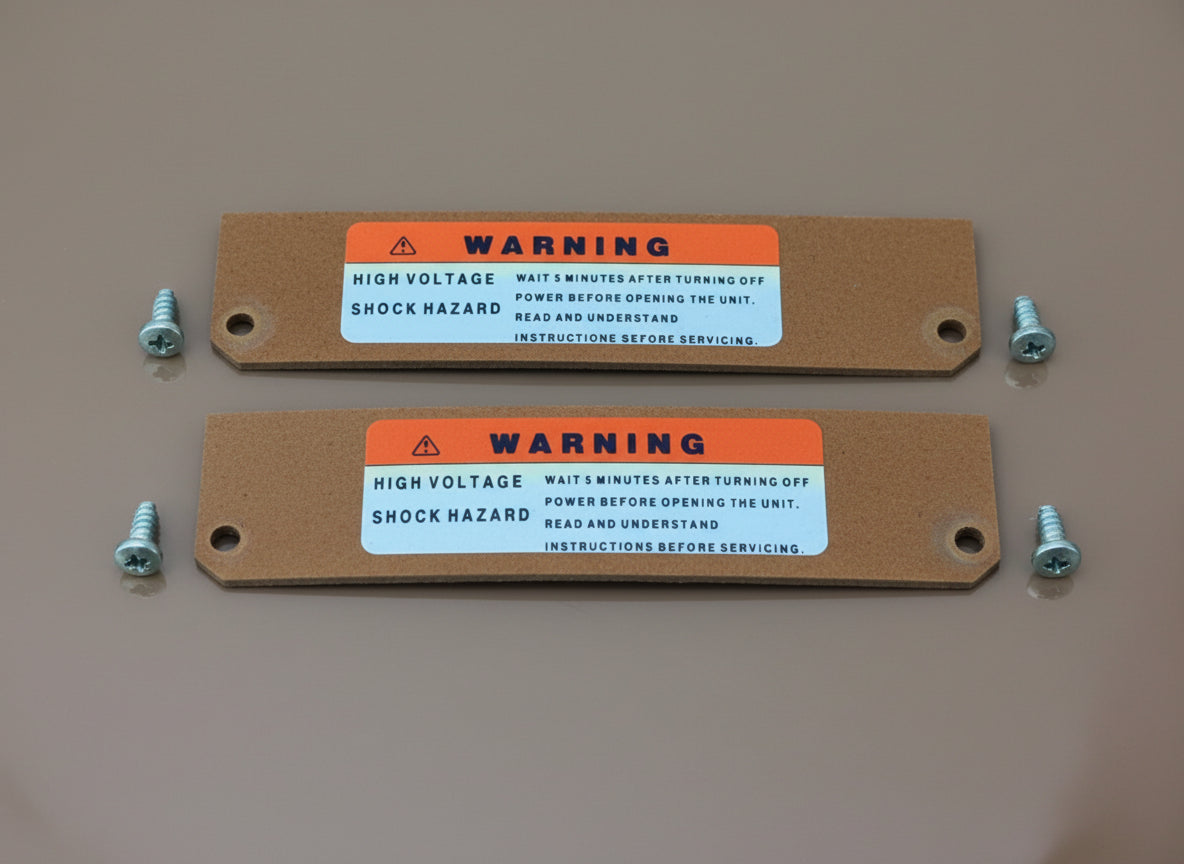 WARNING
HIGH VOLTAGE
SHOCK HAZARD
WAIT 5 MINUTES AFTER TURNING OFF
POWER BEFORE OPENING THE UNIT.
READ AND UNDERSTAND
INSTRUCTIONE SEFORE SERVICING.
WARNING
HIGH VOLTAGE
SHOCK HAZARD
WAIT 5 MINUTES AFTER TURNING OFF
POWER BEFORE OPENING THE UNIT.
READ AND UNDERSTAND
INSTRUCTIONS BEFORE SERVICING.